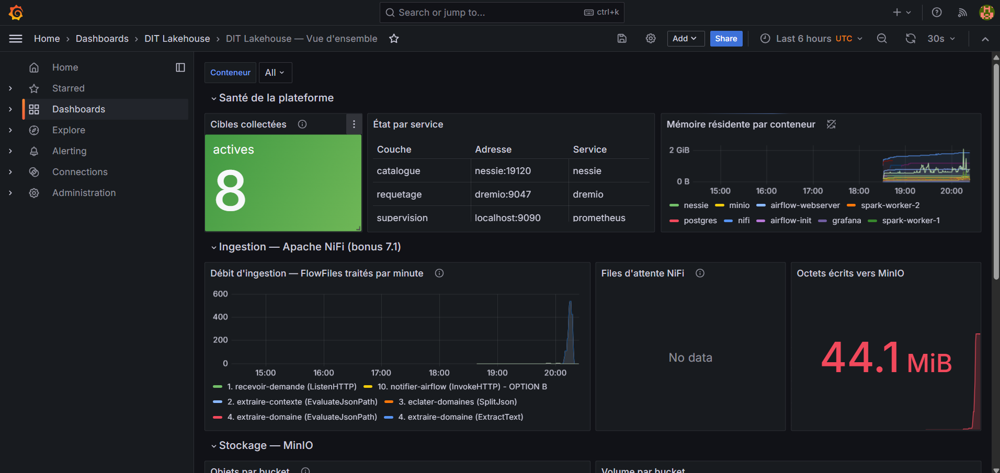 Search or jump to...
ctrl+k
Home › Dashboards › DIT Lakehouse › DIT Lakehouse — Vue d'ensemble
Add
Share
Last 6 hours UTC
30s
Home
Starred
Dashboards
Explore
Alerting
Connections
Administration
Conteneur
All
Santé de la plateforme
Cibles collectées
actives
8
État par service
Couche Adresse Service
catalogue nessie:19120 nessie
requetage dremio:9047 dremio
supervision localhost:9090 prometheus
Mémoire résidente par conteneur
2 GiB
0 B
15:00 16:00 17:00 18:00 19:00 20:00
nessie minio airflow-webserver spark-worker-2
postgres nifi airflow-init grafana spark-worker-1
Ingestion — Apache NiFi (bonus 7.1)
Débit d'ingestion — FlowFiles traités par minute
600
400
200
0
15:00 16:00 17:00 18:00 19:00 20:00
1. recevoir-demande (ListenHTTP) 10. notifier-airflow (InvokeHTTP) - OPTION B
2. extraire-contexte (EvaluateJsonPath) 3. eclater-domaines (SplitJson)
4. extraire-domaine (EvaluateJsonPath) 4. extraire-domaine (ExtractText)
Files d'attente NiFi
No data
Octets écrits vers MinIO
44.1 MiB
Stockage — MinIO
Objets par bucket
Volume par bucket